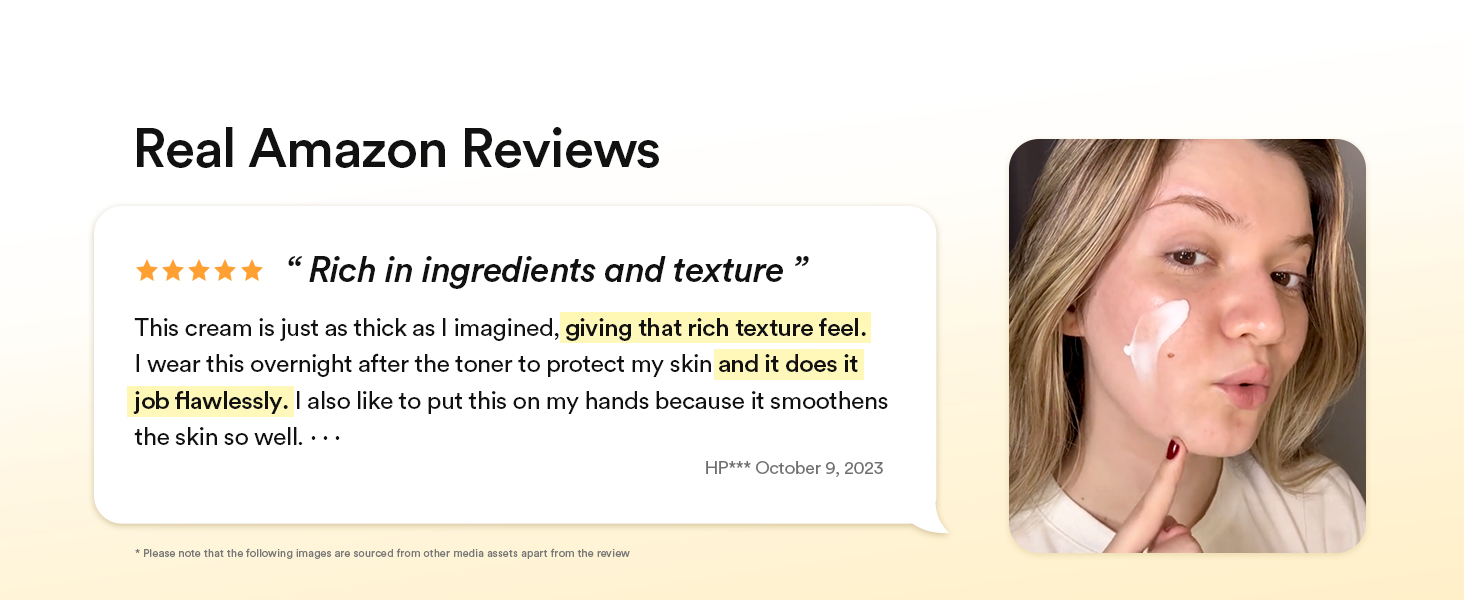 Real Amazon Reviews
“ Rich in ingredients and texture ”
This cream is just as thick as I imagined, giving that rich texture feel.
I wear this overnight after the toner to protect my skin and it does it
job flawlessly. I also like to put this on my hands because it smoothens
the skin so well. · · ·
HP*** October 9, 2023
* Please note that the following images are sourced from other media assets apart from the review